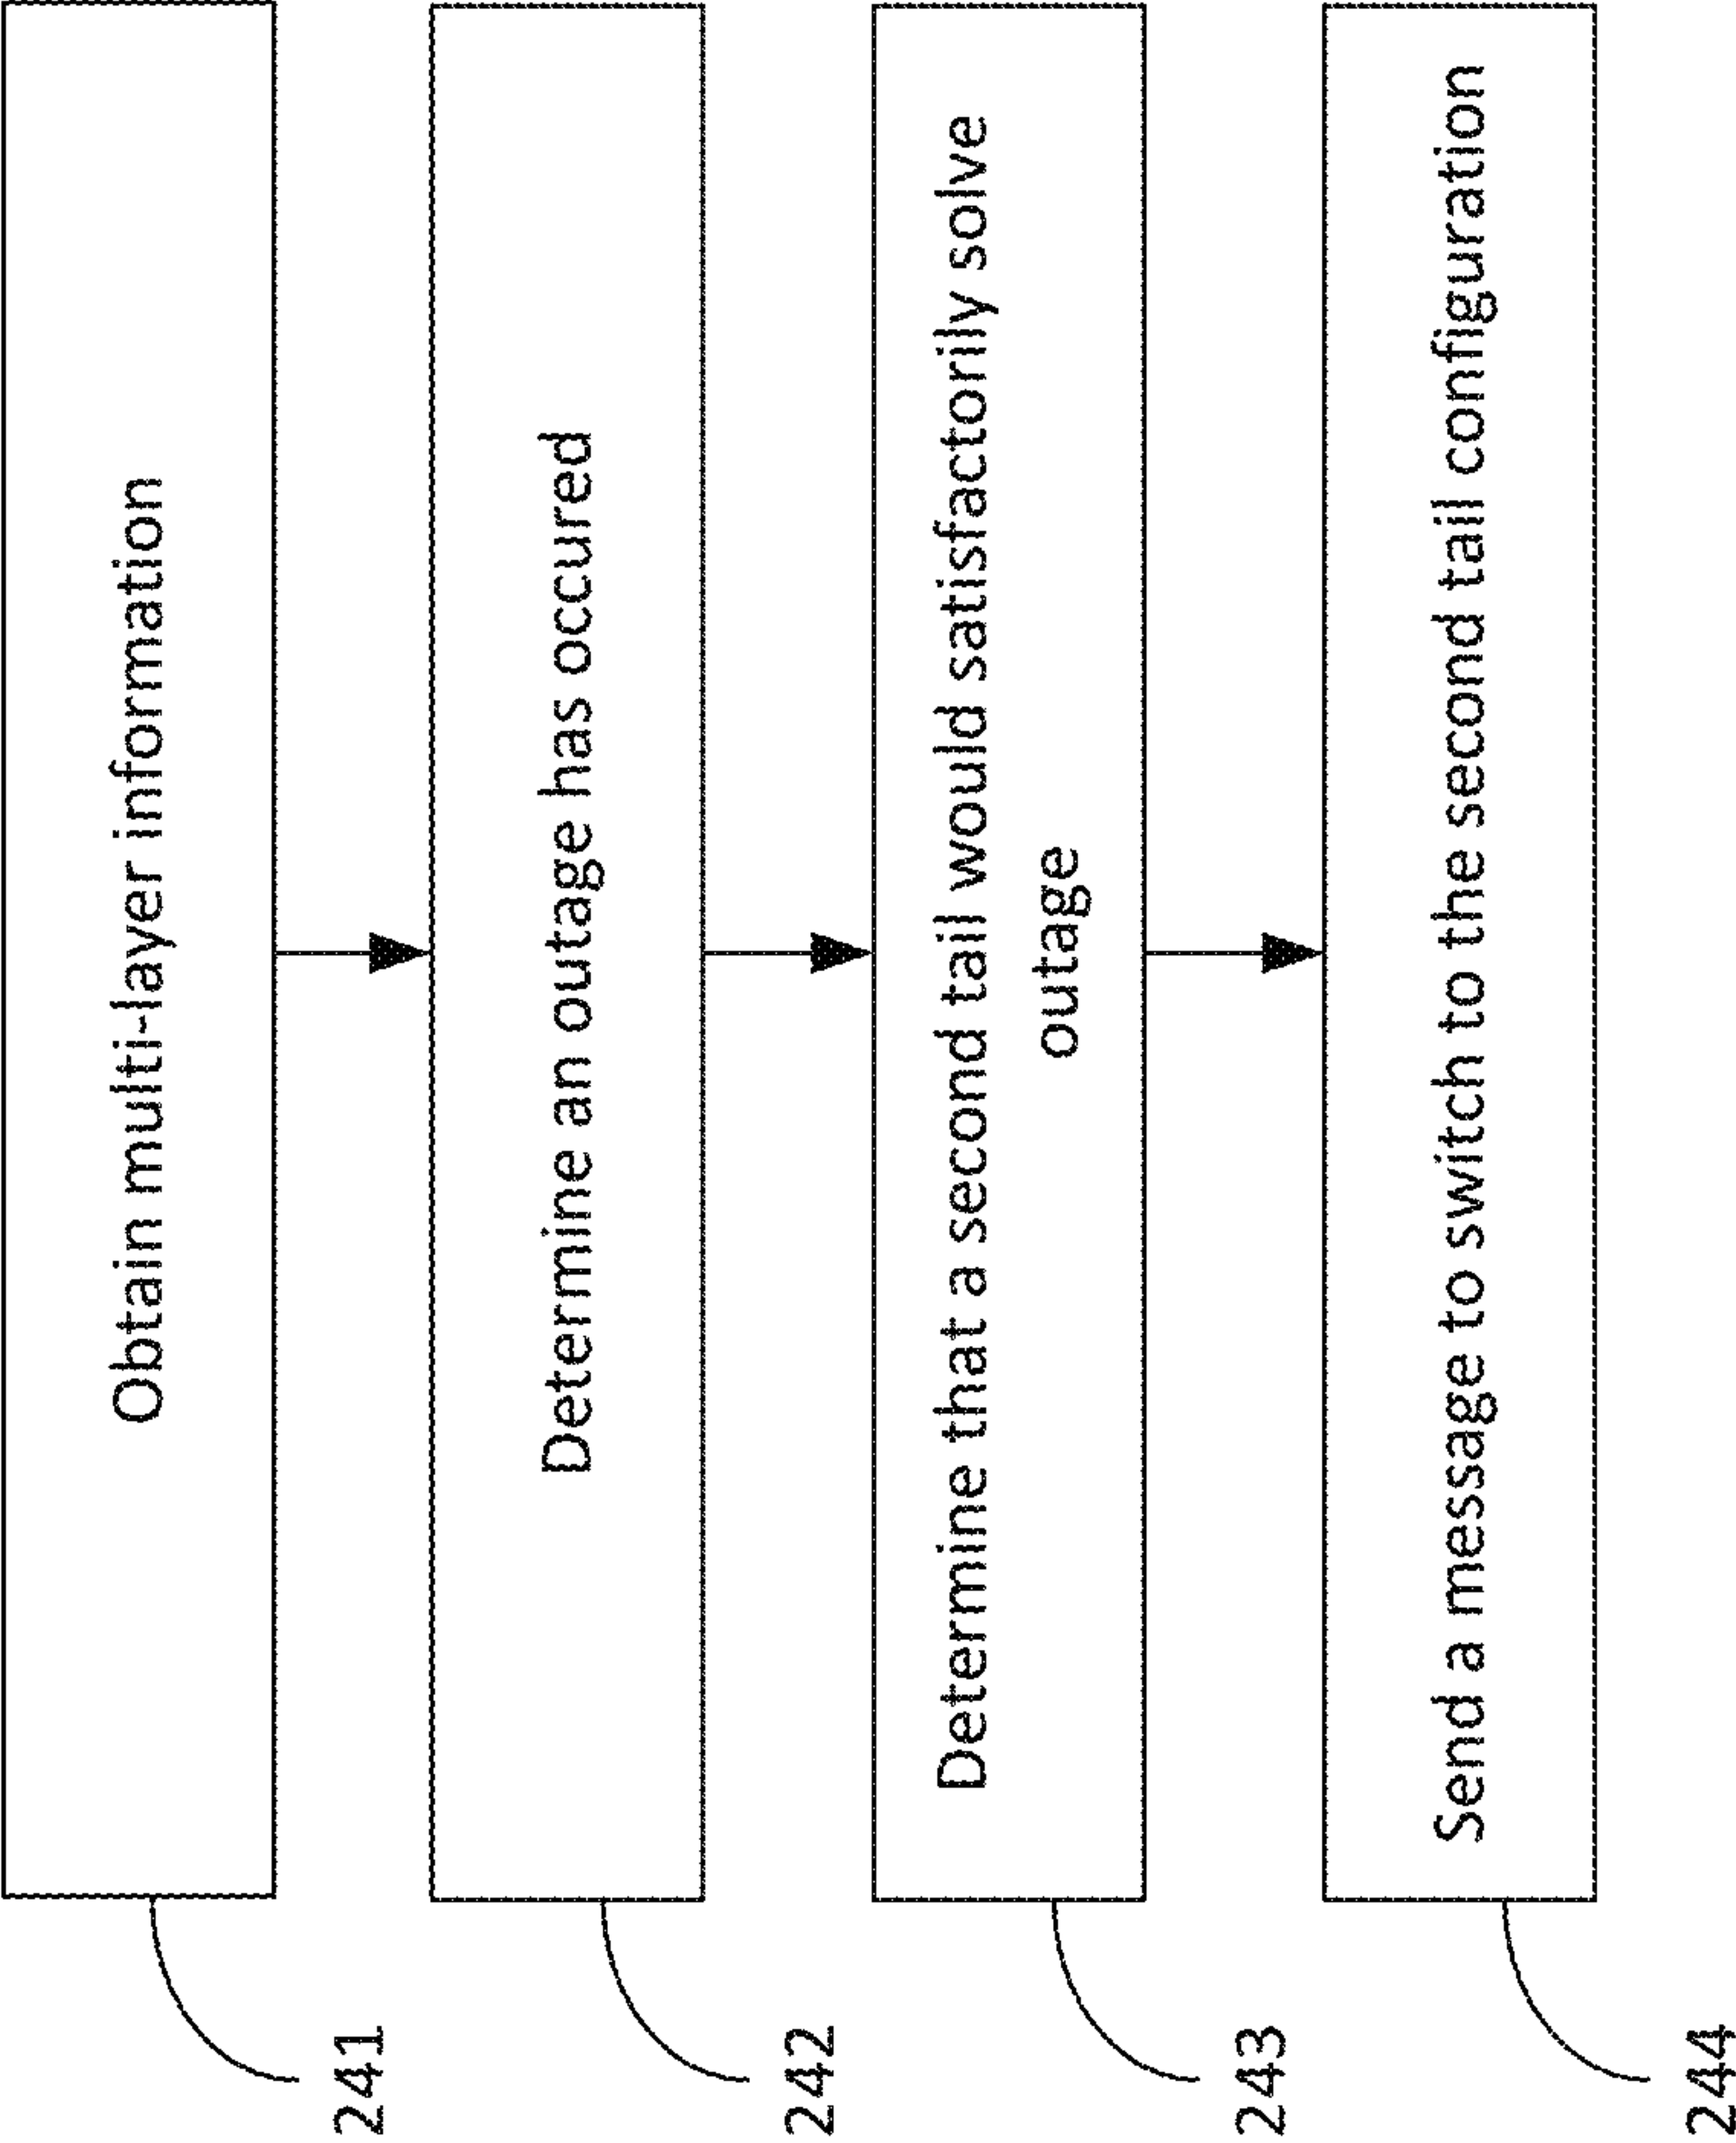 Obtain multi-layer information
241
Determine an outage has occured
242
Determine that a second tail would satisfactorily solve
outage
243
Send a message to switch to the second tail configuration
244